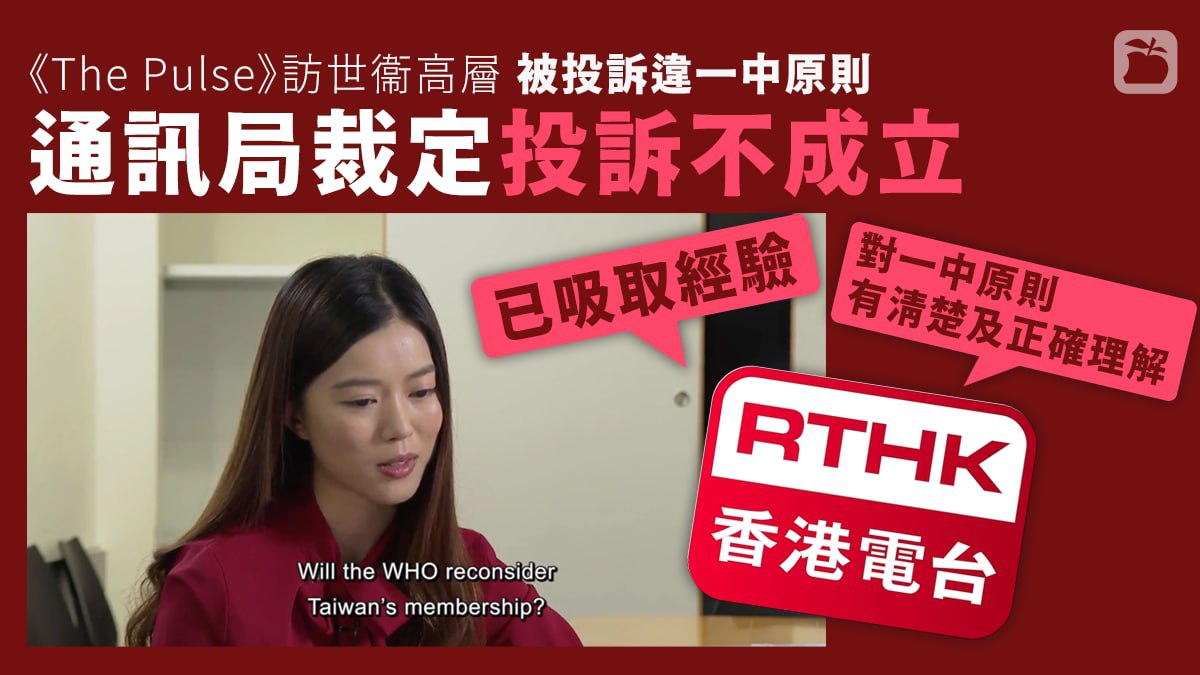 《The Pulse》訪世衞高層 被投訴違一中原則
通訊局裁定投訴不成立
已吸取經驗
對一中原則
有清楚及正確理解
RTHK
香港電台
Will the WHO reconsider
Taiwan's membership?